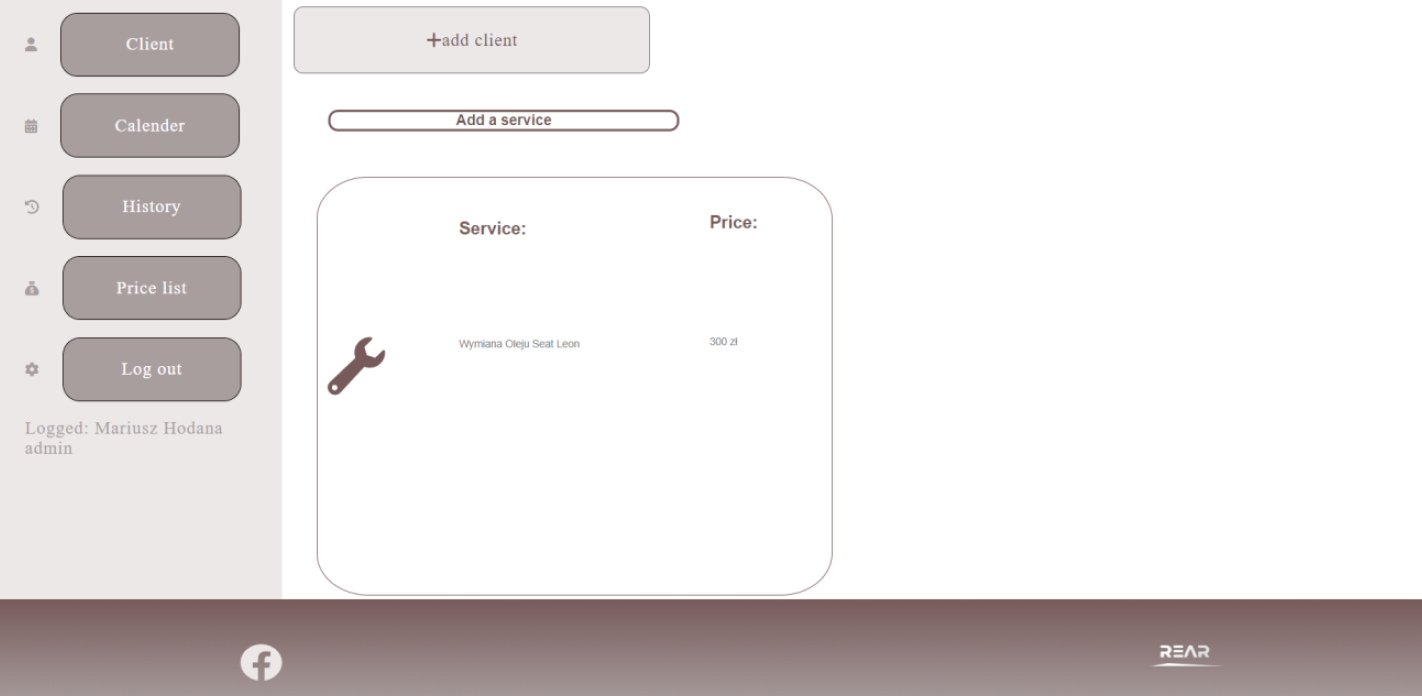 Client
Calender
History
Price list
Log out
Logged: Mariusz Hodana
admin
+add client
Add a service
Service:
Price:
Wymiana Oleju Seat Leon
300 zł
REAR